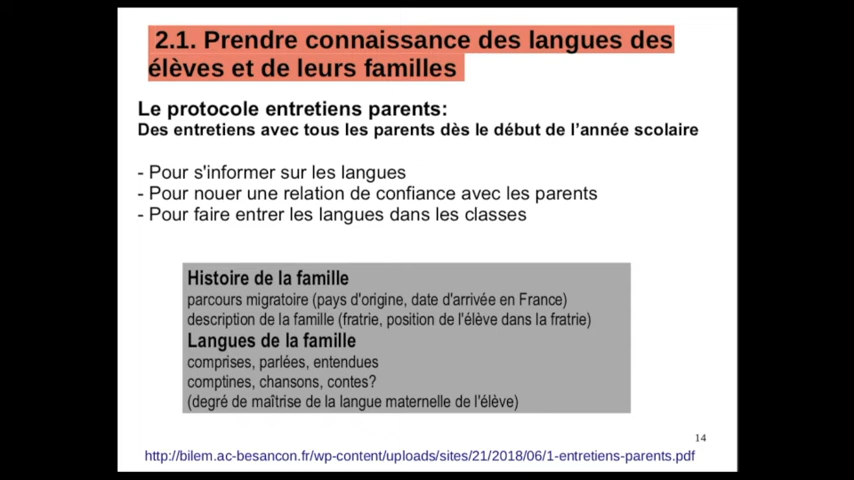 2.1. Prendre connaissance des langues des
élèves et de leurs familles
Le protocole entretiens parents:
Des entretiens avec tous les parents dès le début de l'année scolaire
- Pour s'informer sur les langues
- Pour nouer une relation de confiance avec les parents
- Pour faire entrer les langues dans les classes
Histoire de la famille
parcours migratoire (pays d'origine, date d'arrivée en France)
description de la famille (fratrie, position de l'élève dans la fratrie)
Langues de la famille
comprises, parlées, entendues
comptines, chansons, contes?
(degré de maîtrise de la langue maternelle de l'élève)
14
http://bilem.ac-besancon.fr/wp-content/uploads/sites/21/2018/06/1-entretiens-parents.pdf